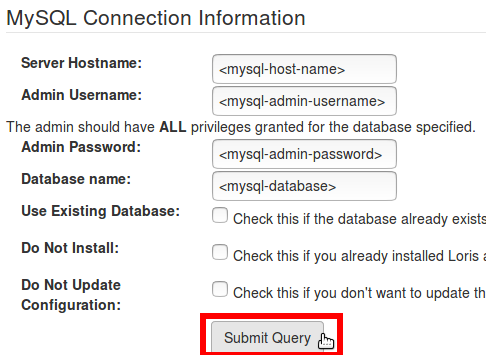 MySQL Connection Information
Server Hostname: <mysql-host-name>
Admin Username: <mysql-admin-username>
The admin should have ALL privileges granted for the database specified.
Admin Password: <mysql-admin-password>
Database name: <mysql-database>
Use Existing Database: Check this if the database already exists
Do Not Install: Check this if you already installed Loris a
Do Not Update Check this if you don't want to update th
Configuration:
Submit Query